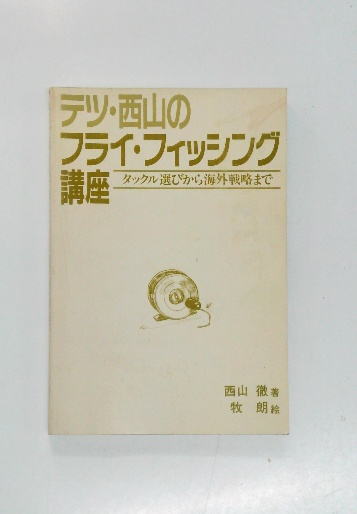 テツ・西山の
フライ・フィッシング
講座
タックル選びから海外戦略まで
西山 徹著
牧 朗絵